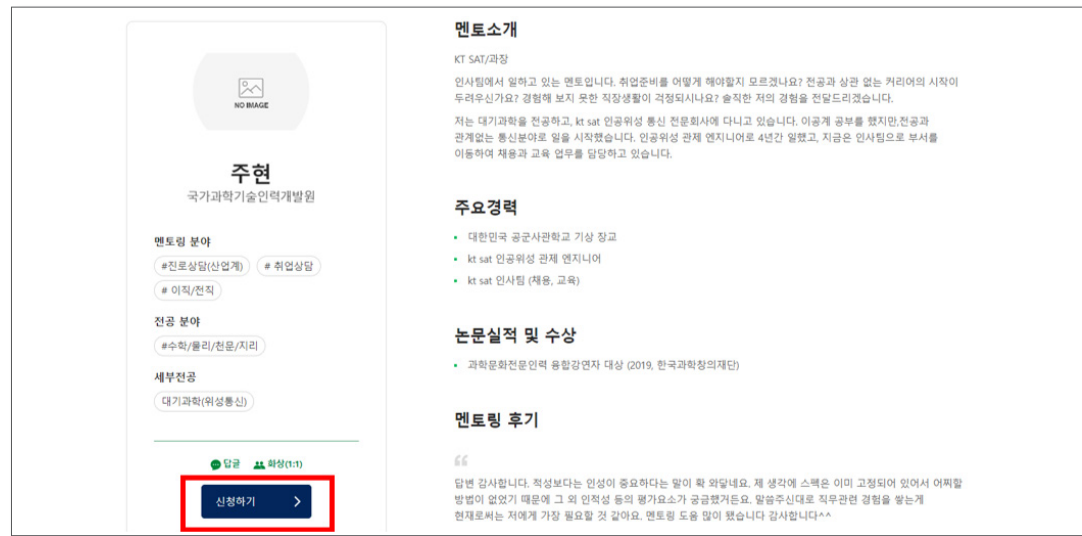 NO IMAGE
주현
국가과학기술인력개발원
멘토링 분야
#진로상담(산업계) # 취업상담
# 이직/전직
전공 분야
#수학/물리/천문/지리
세부전공
대기과학(위성통신)
답글 화상(1:1)
신청하기
멘토소개
KT SAT/과장
인사팀에서 일하고 있는 멘토입니다. 취업준비를 어떻게 해야할지 모르겠나요? 전공과 상관 없는 커리어의 시작이
두려우신가요? 경험해 보지 못한 직장생활이 걱정되시나요? 솔직한 저의 경험을 전달드리겠습니다.
저는 대기과학을 전공하고, kt sat 인공위성 통신 전문회사에 다니고 있습니다. 이공계 공부를 했지만,전공과
관계없는 통신분야로 일을 시작했습니다. 인공위성 관제 엔지니어로 4년간 일했고, 지금은 인사팀으로 부서를
이동하여 채용과 교육 업무를 담당하고 있습니다.
주요경력
대한민국 공군사관학교 기상 장교
kt sat 인공위성 관제 엔지니어
kt sat 인사팀 (채용, 교육)
논문실적 및 수상
과학문화전문인력 융합강연자 대상 (2019, 한국과학창의재단)
멘토링 후기
답변 감사합니다. 적성보다는 인성이 중요하다는 말이 확 와닿네요. 제 생각에 스펙은 이미 고정되어 있어서 어찌할
방법이 없었기 때문에 그 외 인적성 등의 평가요소가 궁금했거든요. 말씀주신대로 직무관련 경험을 쌓는게
현재로써는 저에게 가장 필요할 것 같아요. 멘토링 도움 많이 됐습니다 감사합니다^^